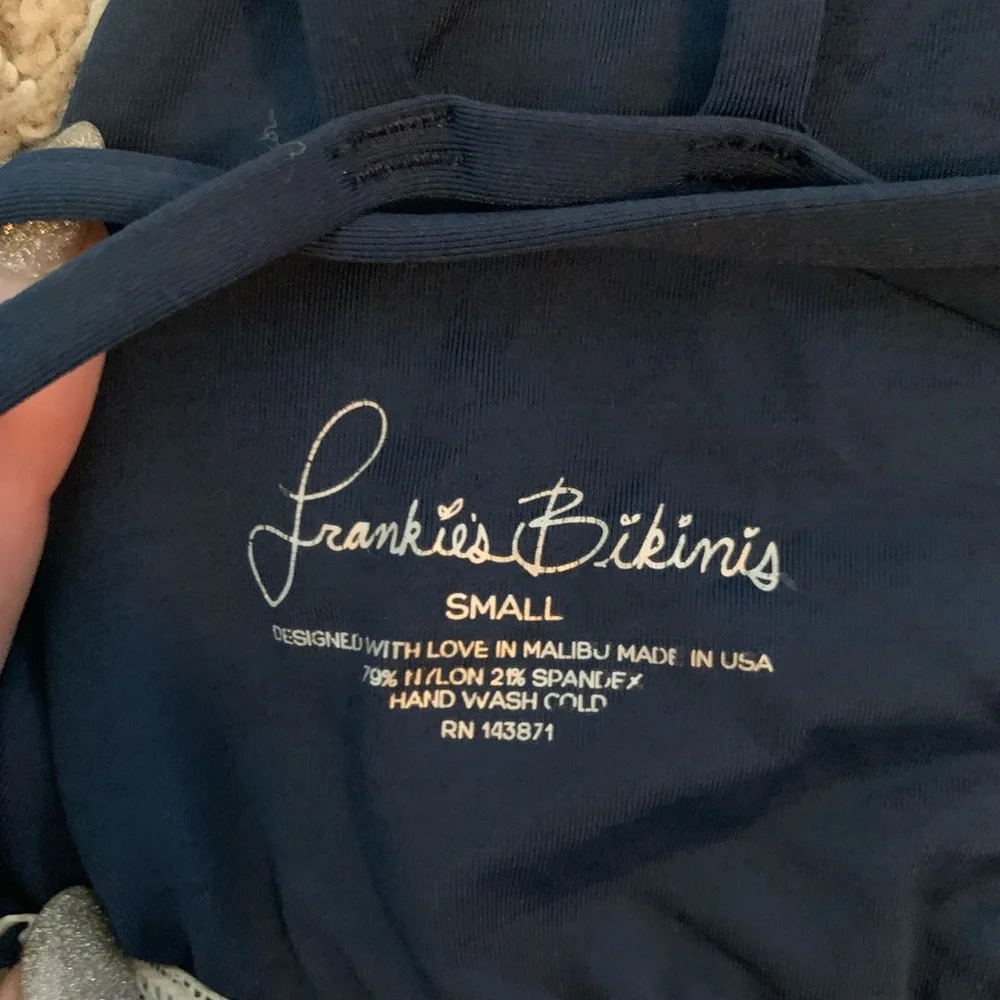 Frankie's Bikinis
SMALL
DESIGNED WITH LOVE IN MALIBU MADE IN USA
79% NYLON 21% SPANDEX
HAND WASH COLD
RN 143871